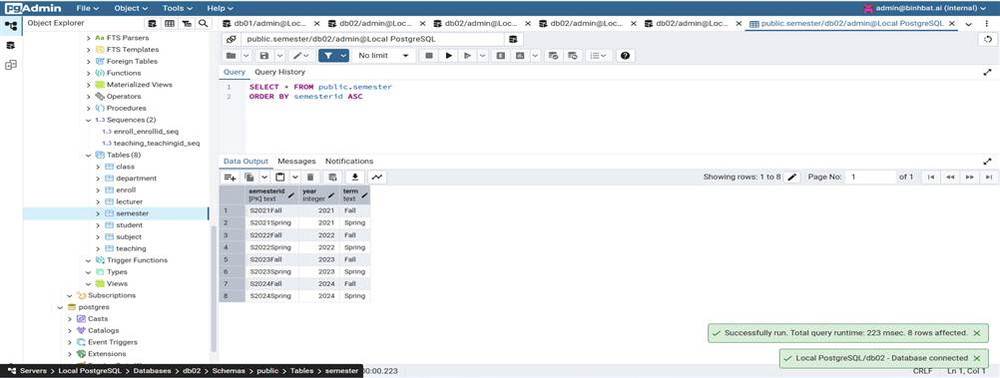 pgAdmin File Object Tools Help admin@binhbat.ai (internal)
Object Explorer
db01/admin@Loc... db02/admin@Loc... db02/admin@Loc... db02/admin@Loc... db02/admin@Loc... public.semester/db02/admin@Local PostgreSQL
public.semester/db02/admin@Local PostgreSQL
No limit
Query Query History
1 SELECT * FROM public.semester
2 ORDER BY semesterid ASC
FTS Parsers
FTS Templates
Foreign Tables
Functions
Materialized Views
Operators
Procedures
1..3 Sequences (2)
1..3 enroll_enrollid_seq
1..3 teaching_teachingid_seq
Tables (8)
class
department
enroll
lecturer
semester
student
subject
teaching
Trigger Functions
Types
Views
Subscriptions
postgres
Casts
Catalogs
Event Triggers
Extensions
Data Output Messages Notifications
Showing rows: 1 to 8 Page No: 1 of 1
semesterid year term
[PK] text integer text
1 S2021Fall 2021 Fall
2 S2021Spring 2021 Spring
3 S2022Fall 2022 Fall
4 S2022Spring 2022 Spring
5 S2023Fall 2023 Fall
6 S2023Spring 2023 Spring
7 S2024Fall 2024 Fall
8 S2024Spring 2024 Spring
Successfully run. Total query runtime: 223 msec. 8 rows affected.
Local PostgreSQL/db02 - Database connected
Servers > Local PostgreSQL > Databases > db02 > Schemas > public > Tables > semester 00:00.223 CRLF Ln 1, Col 1